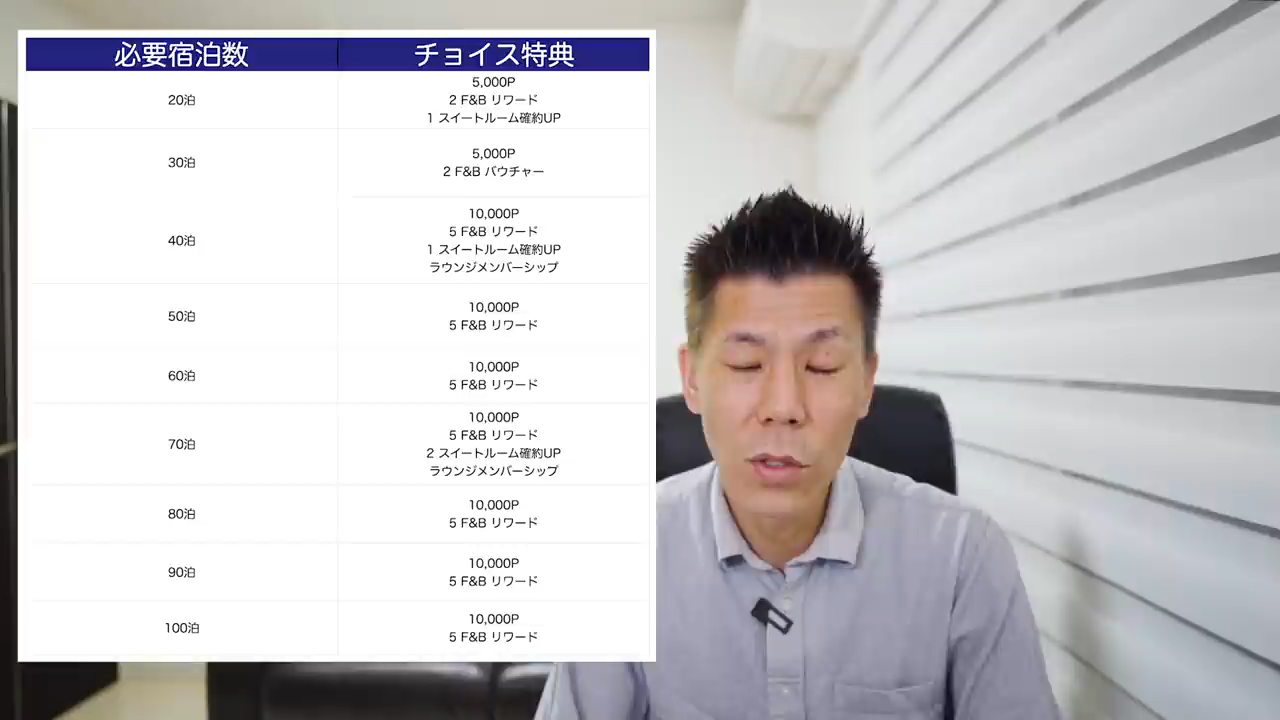 必要宿泊数 チョイス特典
20泊
5,000P
2 F&B リワード
1 スイートルーム確約UP
30泊
5,000P
2 F&B バウチャー
40泊
10,000P
5 F&B リワード
1 スイートルーム確約UP
ラウンジメンバーシップ
50泊
10,000P
5 F&B リワード
60泊
10,000P
5 F&B リワード
70泊
10,000P
5 F&B リワード
2 スイートルーム確約UP
ラウンジメンバーシップ
80泊
10,000P
5 F&B リワード
90泊
10,000P
5 F&B リワード
100泊
10,000P
5 F&B リワード